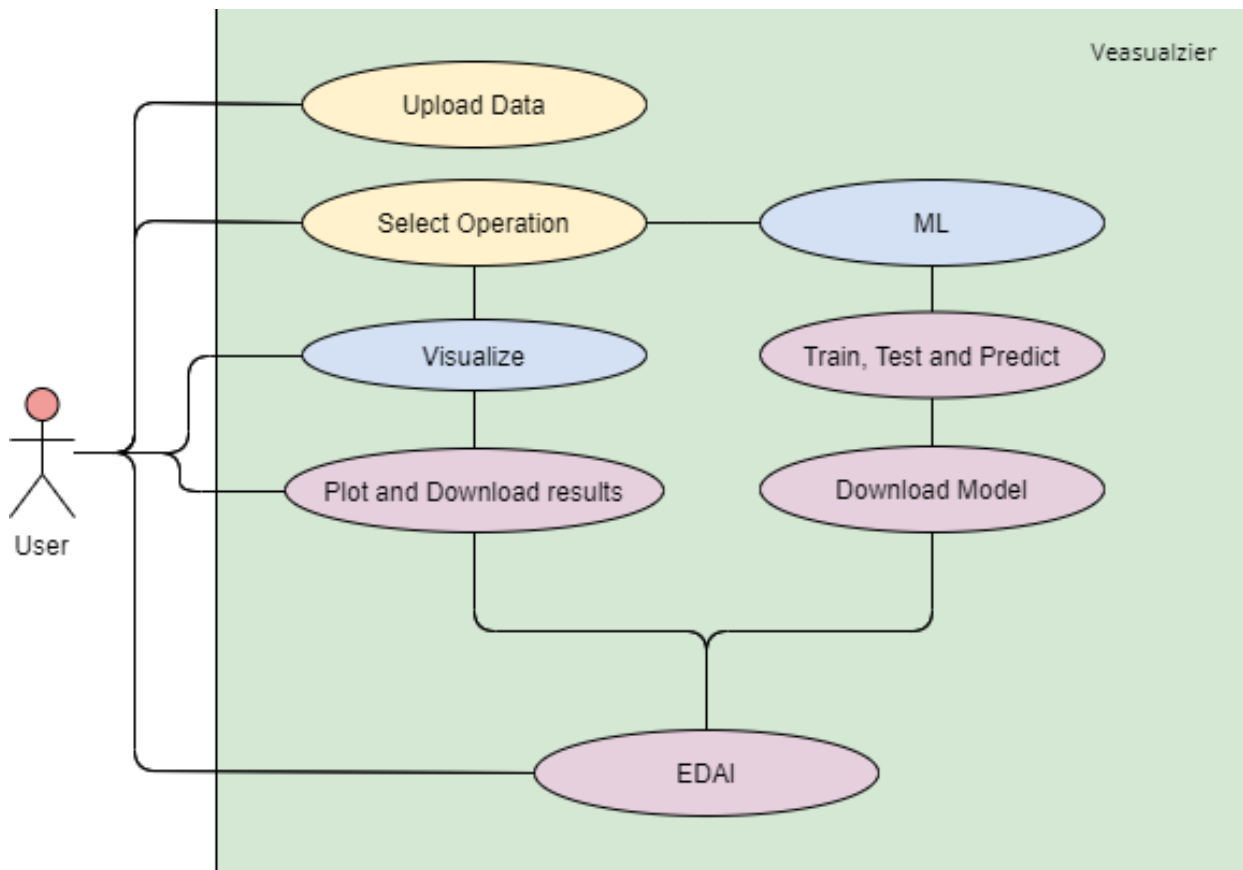 Veasualzier
Upload Data
Select Operation
ML
Visualize
Train, Test and Predict
Plot and Download results
Download Model
User
EDAI